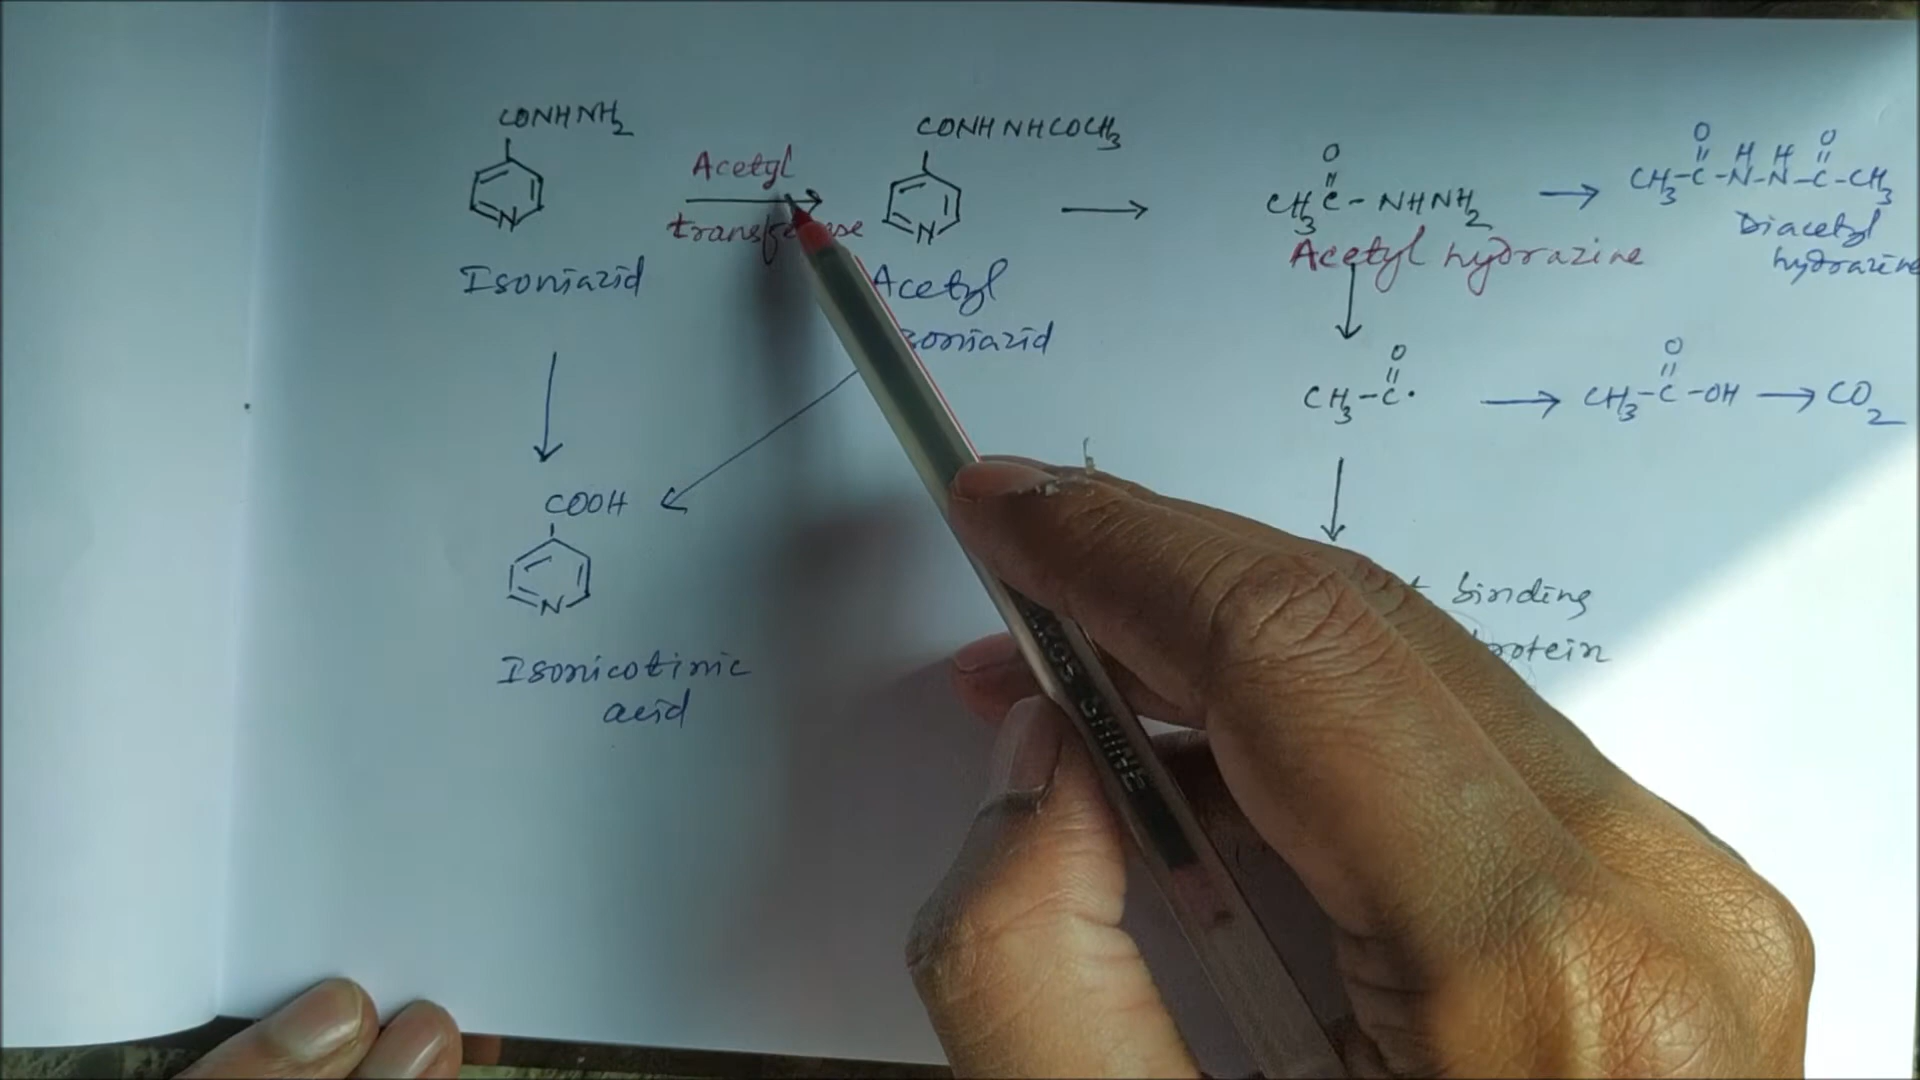 CONHNH2
N
Isoniazid
Acetyl
CONHNHCOCH3
N
Acetyl
O
CH3C-NHNH2
Acetyl hydrazine
O H H O
CH3-C-N-N-C-CH3
Diacetyl
hydrazine
O
CH3-C·
O
CH3-C-OH
CO2
COOH
N
Isonicotinic
acid
binding
SHINE